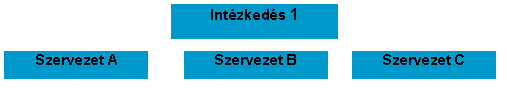 Intézkedés 1
Szervezet A
Szervezet B
Szervezet C